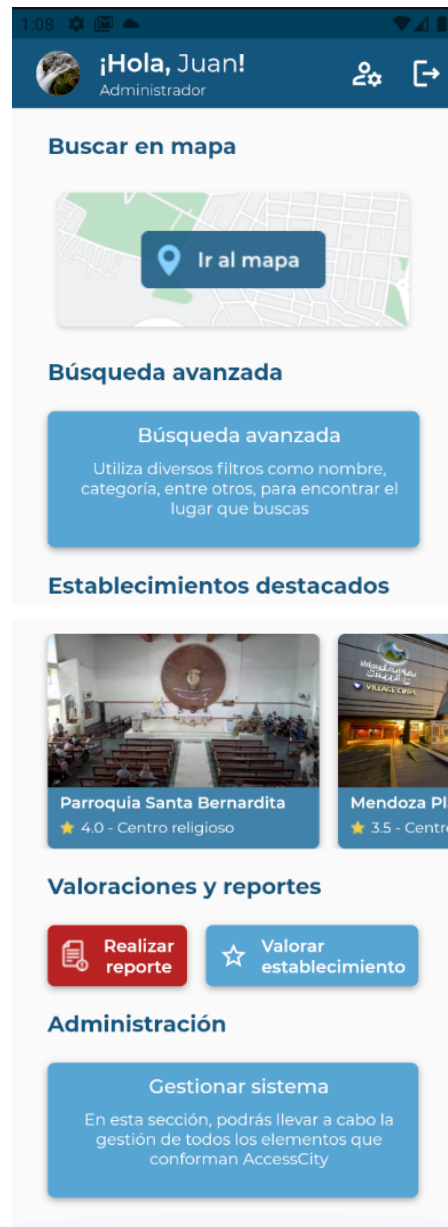 1:08
¡Hola, Juan!
Administrador
Buscar en mapa
Ir al mapa
Búsqueda avanzada
Búsqueda avanzada
Utiliza diversos filtros como nombre,
categoría, entre otros, para encontrar el
lugar que buscas
Establecimientos destacados
VILLAGE CINES
Parroquia Santa Bernardita
4.0 - Centro religioso
Mendoza Pl
3.5 - Centr
Valoraciones y reportes
Realizar
reporte
Valorar
establecimiento
Administración
Gestionar sistema
En esta sección, podrás llevar a cabo la
gestión de todos los elementos que
conforman AccessCity